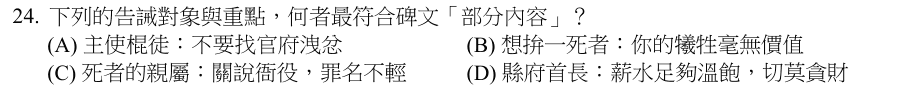 24. 下列的告誡對象與重點，何者最符合碑文「部分內容」？
(A) 主使棍徒：不要找官府洩忿 (B) 想拚一死者：你的犧牲毫無價值
(C) 死者的親屬：關說衙役，罪名不輕 (D) 縣府首長：薪水足夠溫飽，切莫貪財